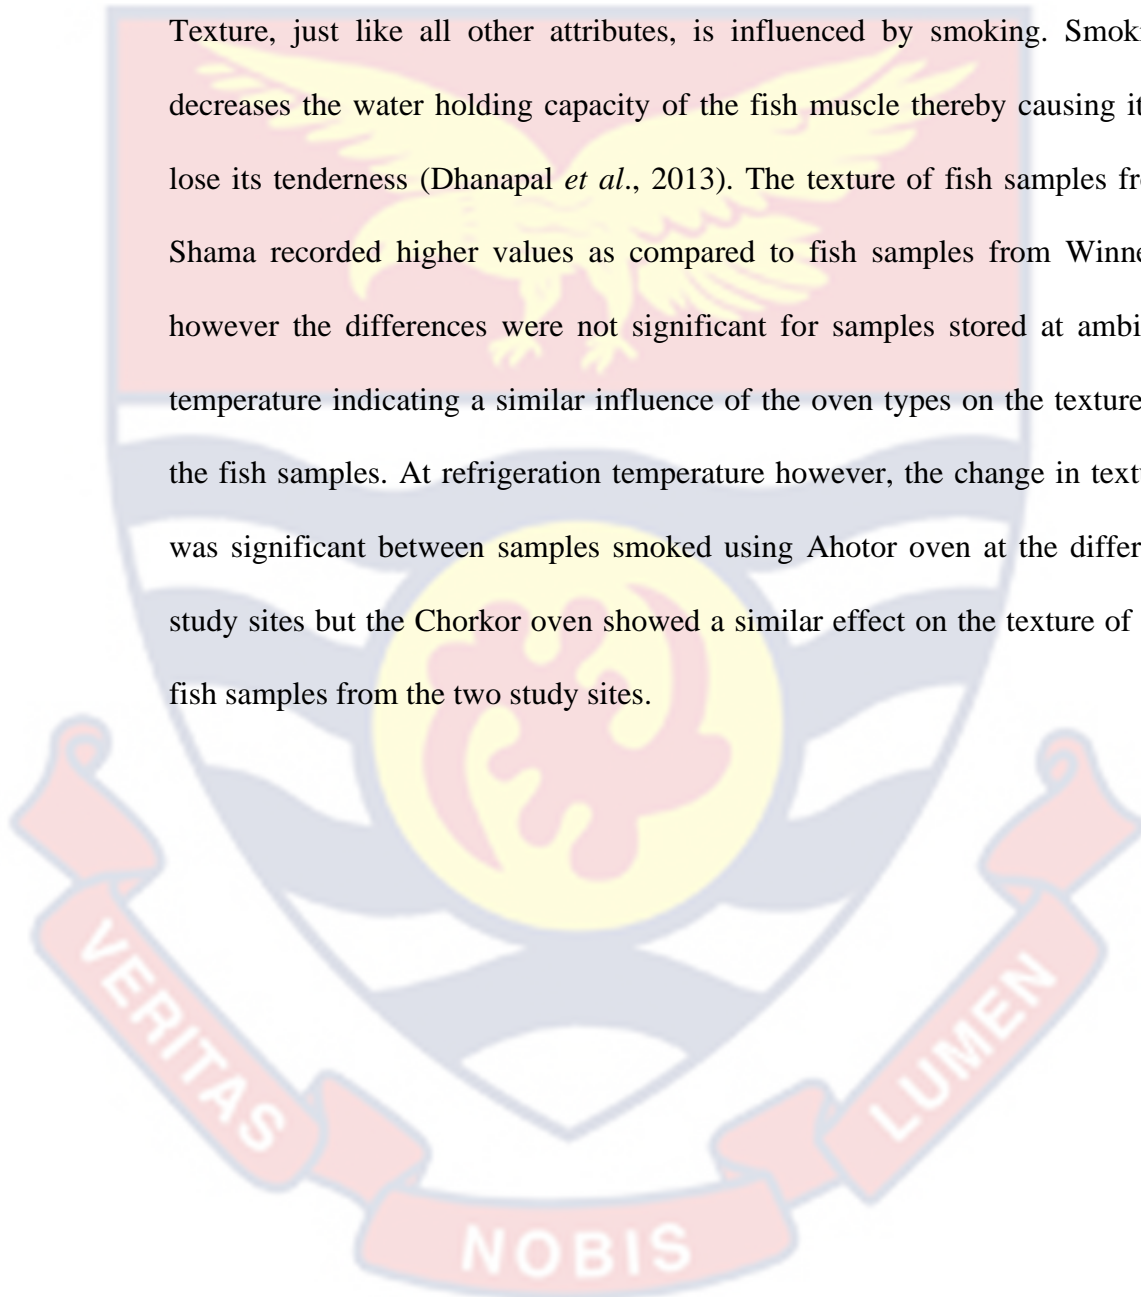 Texture, just like all other attributes, is influenced by smoking. Smoki
decreases the water holding capacity of the fish muscle thereby causing it
lose its tenderness (Dhanapal et al., 2013). The texture of fish samples fr
Shama recorded higher values as compared to fish samples from Winne
however the differences were not significant for samples stored at ambi
temperature indicating a similar influence of the oven types on the texture
the fish samples. At refrigeration temperature however, the change in textu
was significant between samples smoked using Ahotor oven at the differ
study sites but the Chorkor oven showed a similar effect on the texture of
fish samples from the two study sites.
VERITAS
NOBIS
LUMEN